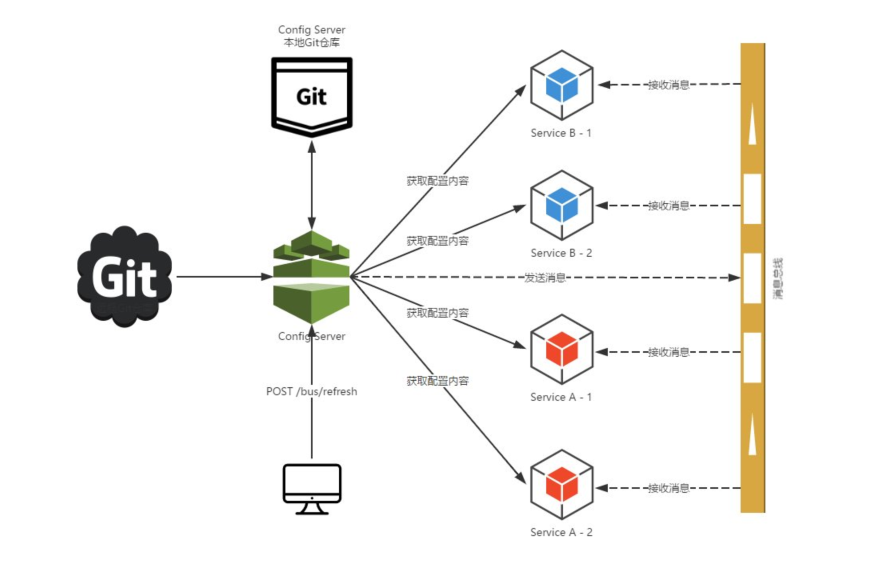 Config Server
本地Git仓库
Git
Service B - 1
接收消息
获取配置内容
Service B - 2
接收消息
获取配置内容
Git
发送消息
消息总线
Config Server
获取配置内容
Service A - 1
接收消息
获取配置内容
POST /bus/refresh
Service A - 2
接收消息